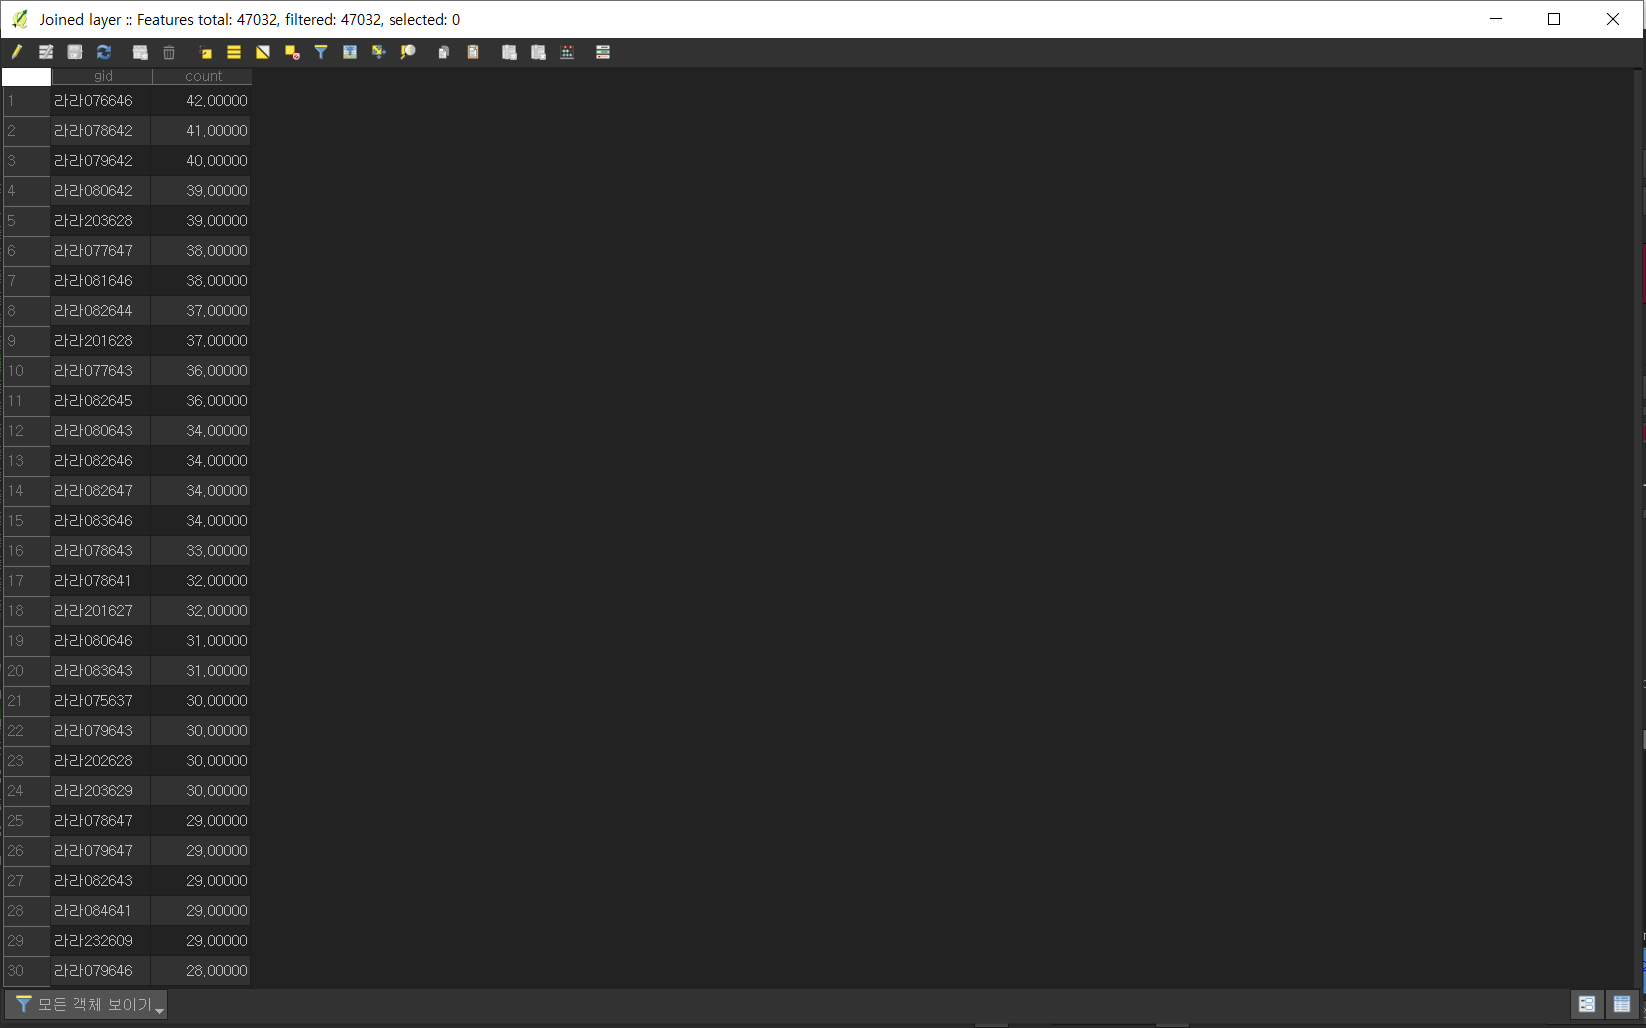 Joined layer :: Features total: 47032, filtered: 47032, selected: 0
gid count
1 라라076646 42,00000
2 라라078642 41,00000
3 라라079642 40,00000
4 라라080642 39,00000
5 라라203628 39,00000
6 라라077647 38,00000
7 라라081646 38,00000
8 라라082644 37,00000
9 라라201628 37,00000
10 라라077643 36,00000
11 라라082645 36,00000
12 라라080643 34,00000
13 라라082646 34,00000
14 라라082647 34,00000
15 라라083646 34,00000
16 라라078643 33,00000
17 라라078641 32,00000
18 라라201627 32,00000
19 라라080646 31,00000
20 라라083643 31,00000
21 라라075637 30,00000
22 라라079643 30,00000
23 라라202628 30,00000
24 라라203629 30,00000
25 라라078647 29,00000
26 라라079647 29,00000
27 라라082643 29,00000
28 라라084641 29,00000
29 라라232609 29,00000
30 라라079646 28,00000
모든 객체 보이기